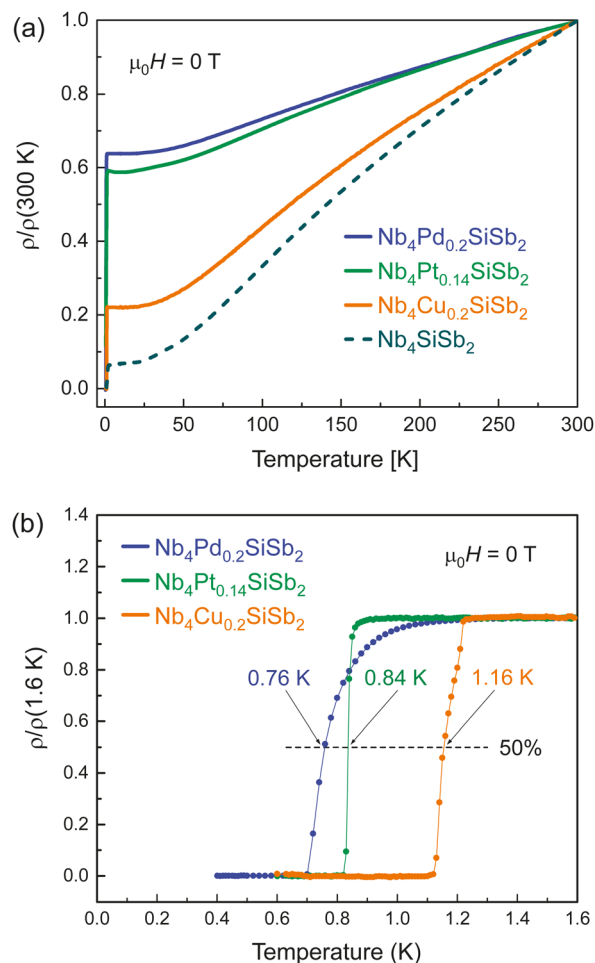 (a)
μ₀H = 0 T
ρ/ρ(300 K)
1.0
0.8
0.6
0.4
0.2
0.0
Nb₄Pd₀.₂SiSb₂
Nb₄Pt₀.₁₄SiSb₂
Nb₄Cu₀.₂SiSb₂
Nb₄SiSb₂
0 50 100 150 200 250 300
Temperature [K]
(b)
ρ/ρ(1.6 K)
1.4
1.2
1.0
0.8
0.6
0.4
0.2
0.0
Nb₄Pd₀.₂SiSb₂
Nb₄Pt₀.₁₄SiSb₂
Nb₄Cu₀.₂SiSb₂
μ₀H = 0 T
0.76 K 0.84 K 1.16 K
50%
0.0 0.2 0.4 0.6 0.8 1.0 1.2 1.4 1.6
Temperature (K)